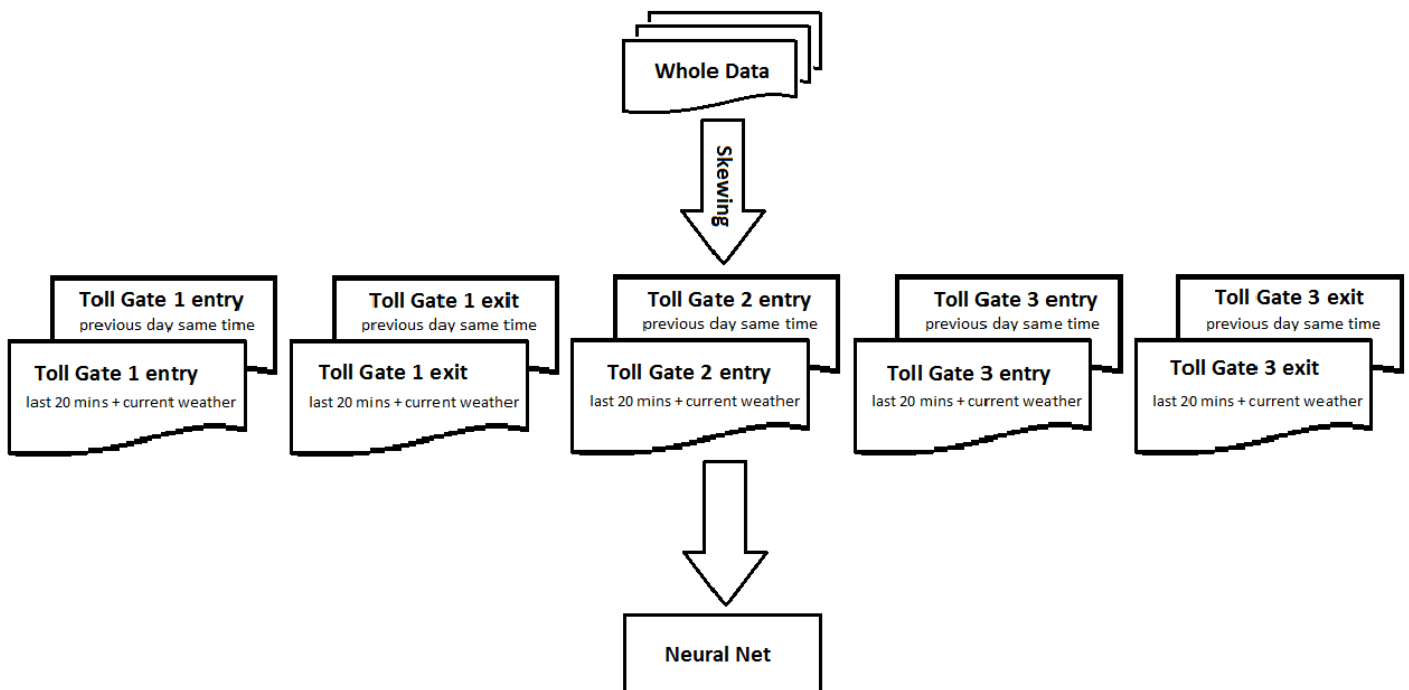 Whole Data
Skewing
Toll Gate 1 entry
previous day same time
Toll Gate 1 entry
last 20 mins + current weather
Toll Gate 1 exit
previous day same time
Toll Gate 1 exit
last 20 mins + current weather
Toll Gate 2 entry
previous day same time
Toll Gate 2 entry
last 20 mins + current weather
Toll Gate 3 entry
previous day same time
Toll Gate 3 entry
last 20 mins + current weather
Toll Gate 3 exit
previous day same time
Toll Gate 3 exit
last 20 mins + current weather
Neural Net